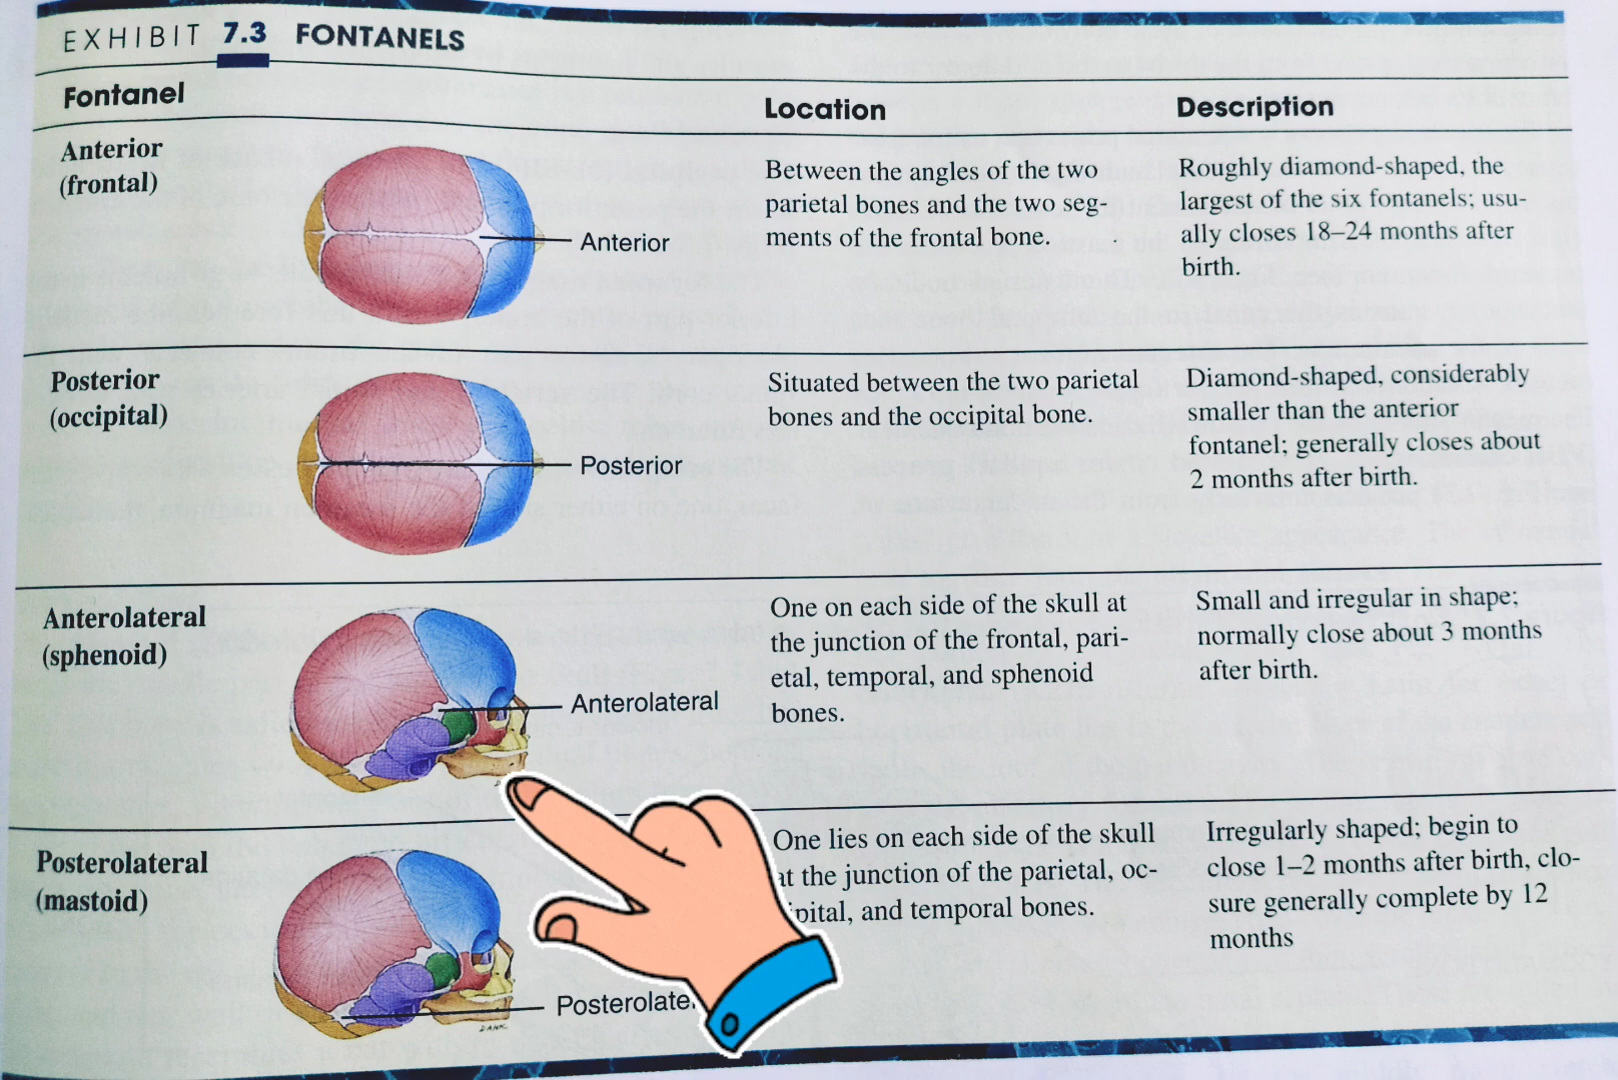 EXHIBIT 7.3 FONTANELS
Fontanel Location Description
Anterior
(frontal)
Anterior
Between the angles of the two
parietal bones and the two seg-
ments of the frontal bone.
Roughly diamond-shaped, the
largest of the six fontanels; usu-
ally closes 18–24 months after
birth.
Posterior
(occipital)
Posterior
Situated between the two parietal
bones and the occipital bone.
Diamond-shaped, considerably
smaller than the anterior
fontanel; generally closes about
2 months after birth.
Anterolateral
(sphenoid)
Anterolateral
One on each side of the skull at
the junction of the frontal, pari-
etal, temporal, and sphenoid
bones.
Small and irregular in shape;
normally close about 3 months
after birth.
Posterolateral
(mastoid)
One lies on each side of the skull
the junction of the parietal, oc-
and temporal bones.
Irregularly shaped; begin to
close 1–2 months after birth, clo-
sure generally complete by 12
months